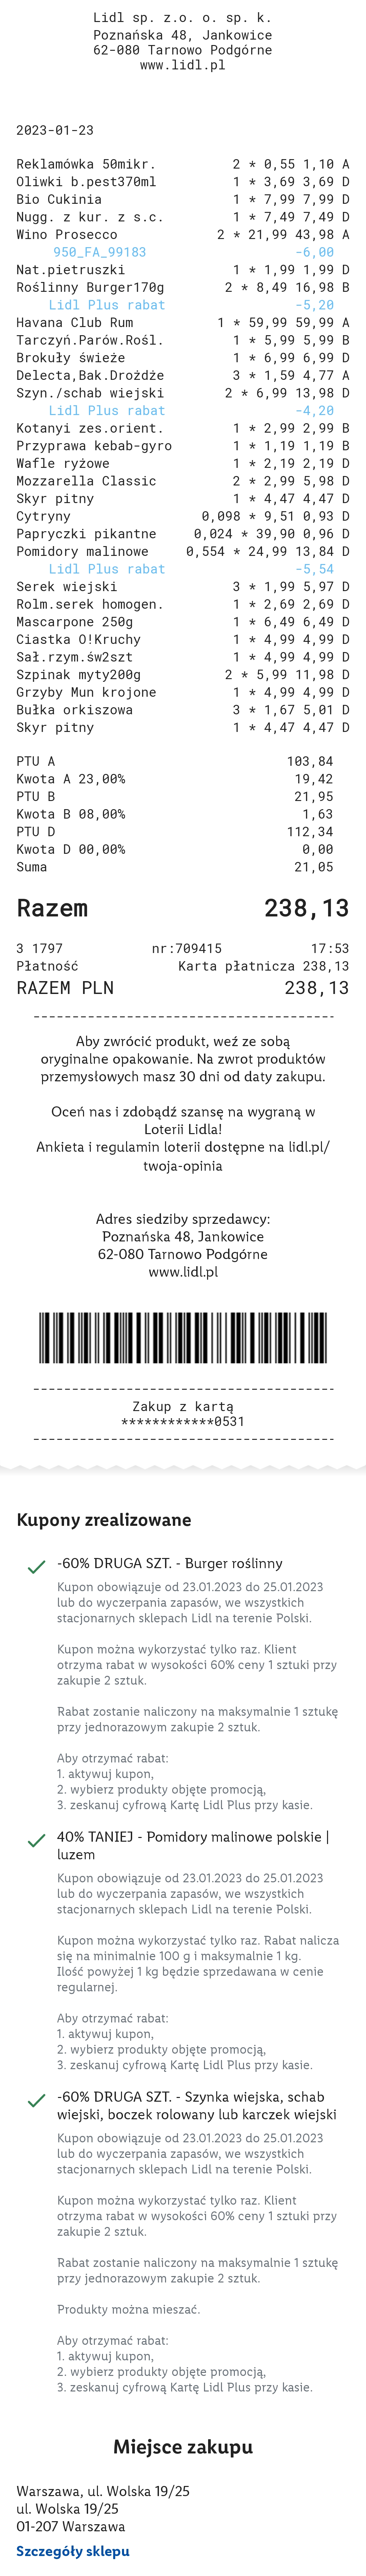 Lidl sp. z.o. o. sp. k.
Poznańska 48, Jankowice
62-080 Tarnowo Podgórne
www.lidl.pl
2023-01-23
Reklamówka 50mikr. 2 * 0,55 1,10 A
Oliwki b.pest370ml 1 * 3,69 3,69 D
Bio Cukinia 1 * 7,99 7,99 D
Nugg. z kur. z s.c. 1 * 7,49 7,49 D
Wino Prosecco 2 * 21,99 43,98 A
950_FA_99183 -6,00
Nat.pietruszki 1 * 1,99 1,99 D
Roślinny Burger170g 2 * 8,49 16,98 B
Lidl Plus rabat -5,20
Havana Club Rum 1 * 59,99 59,99 A
Tarczyń.Parów.Rośl. 1 * 5,99 5,99 B
Brokuły świeże 1 * 6,99 6,99 D
Delecta,Bak.Drożdże 3 * 1,59 4,77 A
Szyn./schab wiejski 2 * 6,99 13,98 D
Lidl Plus rabat -4,20
Kotanyi zes.orient. 1 * 2,99 2,99 B
Przyprawa kebab-gyro 1 * 1,19 1,19 B
Wafle ryżowe 1 * 2,19 2,19 D
Mozzarella Classic 2 * 2,99 5,98 D
Skyr pitny 1 * 4,47 4,47 D
Cytryny 0,098 * 9,51 0,93 D
Papryczki pikantne 0,024 * 39,90 0,96 D
Pomidory malinowe 0,554 * 24,99 13,84 D
Lidl Plus rabat -5,54
Serek wiejski 3 * 1,99 5,97 D
Rolm.serek homogen. 1 * 2,69 2,69 D
Mascarpone 250g 1 * 6,49 6,49 D
Ciastka O!Kruchy 1 * 4,99 4,99 D
Sał.rzym.św2szt 1 * 4,99 4,99 D
Szpinak myty200g 2 * 5,99 11,98 D
Grzyby Mun krojone 1 * 4,99 4,99 D
Bułka orkiszowa 3 * 1,67 5,01 D
Skyr pitny 1 * 4,47 4,47 D
PTU A 103,84
Kwota A 23,00% 19,42
PTU B 21,95
Kwota B 08,00% 1,63
PTU D 112,34
Kwota D 00,00% 0,00
Suma 21,05
Razem 238,13
3 1797 nr:709415 17:53
Płatność Karta płatnicza 238,13
RAZEM PLN 238,13
Aby zwrócić produkt, weź ze sobą
oryginalne opakowanie. Na zwrot produktów
przemysłowych masz 30 dni od daty zakupu.
Oceń nas i zdobądź szansę na wygraną w
Loterii Lidla!
Ankieta i regulamin loterii dostępne na lidl.pl/
twoja-opinia
Adres siedziby sprzedawcy:
Poznańska 48, Jankowice
62-080 Tarnowo Podgórne
www.lidl.pl
Zakup z kartą
************0531
Kupony zrealizowane
-60% DRUGA SZT. - Burger roślinny
Kupon obowiązuje od 23.01.2023 do 25.01.2023
lub do wyczerpania zapasów, we wszystkich
stacjonarnych sklepach Lidl na terenie Polski.
Kupon można wykorzystać tylko raz. Klient
otrzyma rabat w wysokości 60% ceny 1 sztuki przy
zakupie 2 sztuk.
Rabat zostanie naliczony na maksymalnie 1 sztukę
przy jednorazowym zakupie 2 sztuk.
Aby otrzymać rabat:
1. aktywuj kupon,
2. wybierz produkty objęte promocją,
3. zeskanuj cyfrową Kartę Lidl Plus przy kasie.
40% TANIEJ - Pomidory malinowe polskie |
luzem
Kupon obowiązuje od 23.01.2023 do 25.01.2023
lub do wyczerpania zapasów, we wszystkich
stacjonarnych sklepach Lidl na terenie Polski.
Kupon można wykorzystać tylko raz. Rabat nalicza
się na minimalnie 100 g i maksymalnie 1 kg.
Ilość powyżej 1 kg będzie sprzedawana w cenie
regularnej.
Aby otrzymać rabat:
1. aktywuj kupon,
2. wybierz produkty objęte promocją,
3. zeskanuj cyfrową Kartę Lidl Plus przy kasie.
-60% DRUGA SZT. - Szynka wiejska, schab
wiejski, boczek rolowany lub karczek wiejski
Kupon obowiązuje od 23.01.2023 do 25.01.2023
lub do wyczerpania zapasów, we wszystkich
stacjonarnych sklepach Lidl na terenie Polski.
Kupon można wykorzystać tylko raz. Klient
otrzyma rabat w wysokości 60% ceny 1 sztuki przy
zakupie 2 sztuk.
Rabat zostanie naliczony na maksymalnie 1 sztukę
przy jednorazowym zakupie 2 sztuk.
Produkty można mieszać.
Aby otrzymać rabat:
1. aktywuj kupon,
2. wybierz produkty objęte promocją,
3. zeskanuj cyfrową Kartę Lidl Plus przy kasie.
Miejsce zakupu
Warszawa, ul. Wolska 19/25
ul. Wolska 19/25
01-207 Warszawa
Szczegóły sklepu